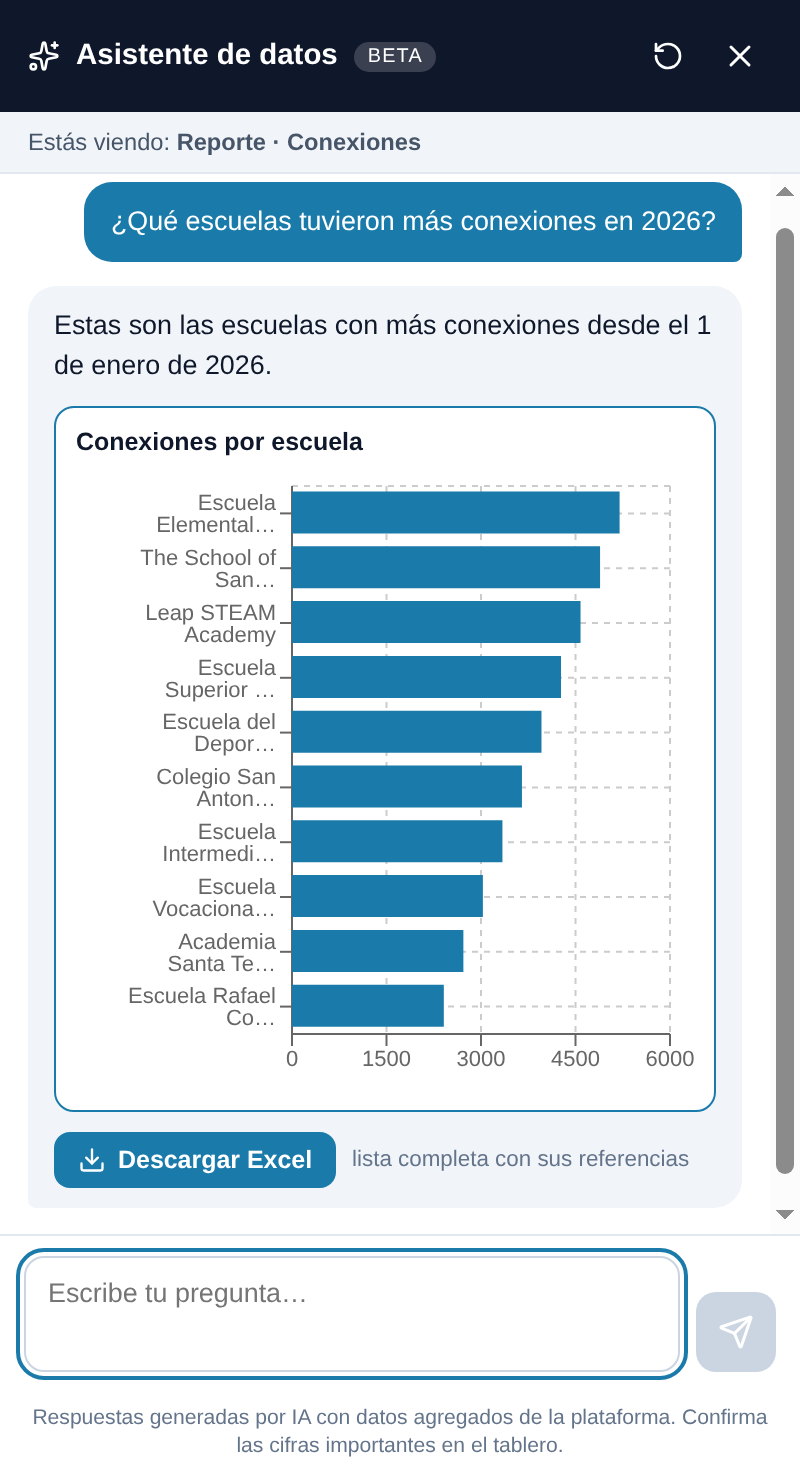 Asistente de datos BETA
Estás viendo: Reporte · Conexiones
¿Qué escuelas tuvieron más conexiones en 2026?
Estas son las escuelas con más conexiones desde el 1
de enero de 2026.
Conexiones por escuela
Escuela
Elemental…
The School of
San…
Leap STEAM
Academy
Escuela
Superior …
Escuela del
Depor…
Colegio San
Anton…
Escuela
Intermedi…
Escuela
Vocaciona…
Academia
Santa Te…
Escuela Rafael
Co…
0 1500 3000 4500 6000
Descargar Excel lista completa con sus referencias
Escribe tu pregunta…
Respuestas generadas por IA con datos agregados de la plataforma. Confirma
las cifras importantes en el tablero.